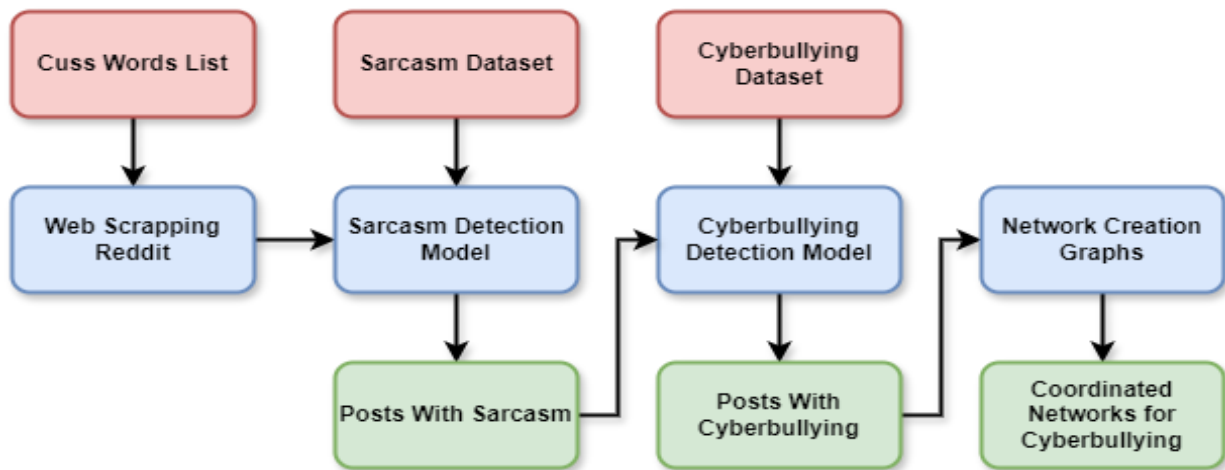 Cuss Words List
Sarcasm Dataset
Cyberbullying
Dataset
Web Scrapping
Reddit
Sarcasm Detection
Model
Cyberbullying
Detection Model
Network Creation
Graphs
Posts With Sarcasm
Posts With
Cyberbullying
Coordinated
Networks for
Cyberbullying